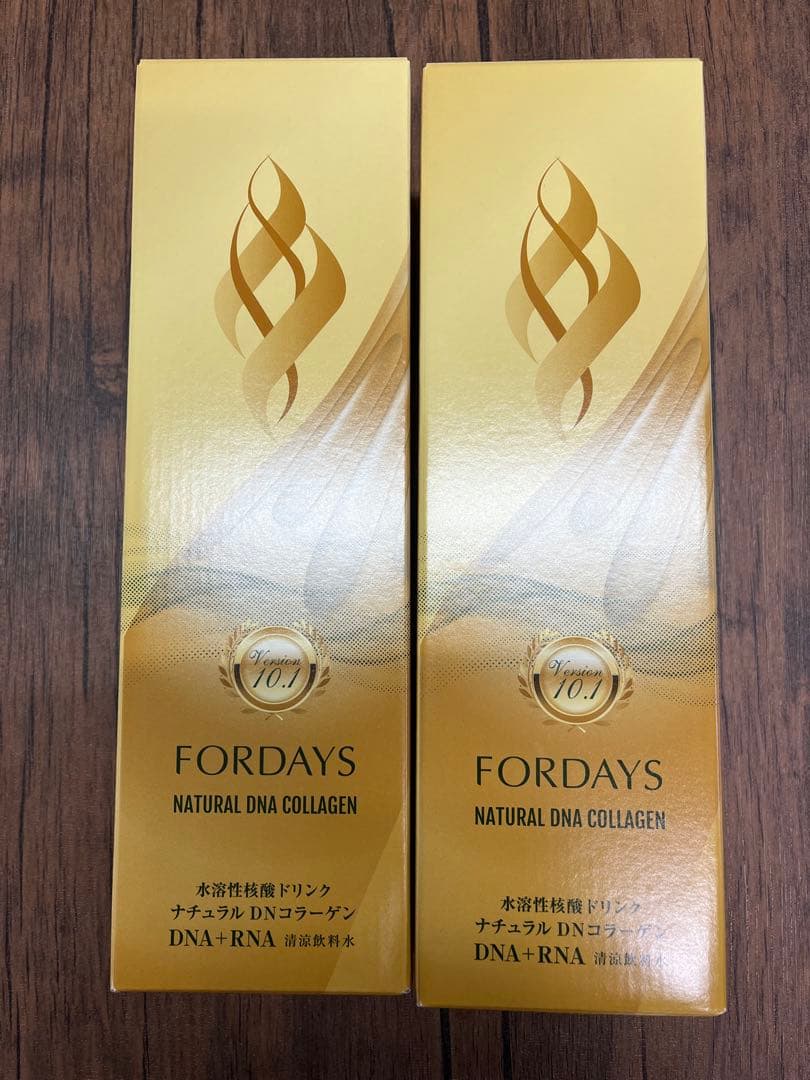 Version
10.1
FORDAYS
NATURAL DNA COLLAGEN
水溶性核酸ドリンク
ナチュラル DNコラーゲン
DNA+RNA 清涼飲料水
Version
10.1
FORDAYS
NATURAL DNA COLLAGEN
水溶性核酸ドリンク
ナチュラル DNコラーゲン
DNA+RNA 清涼飲料水